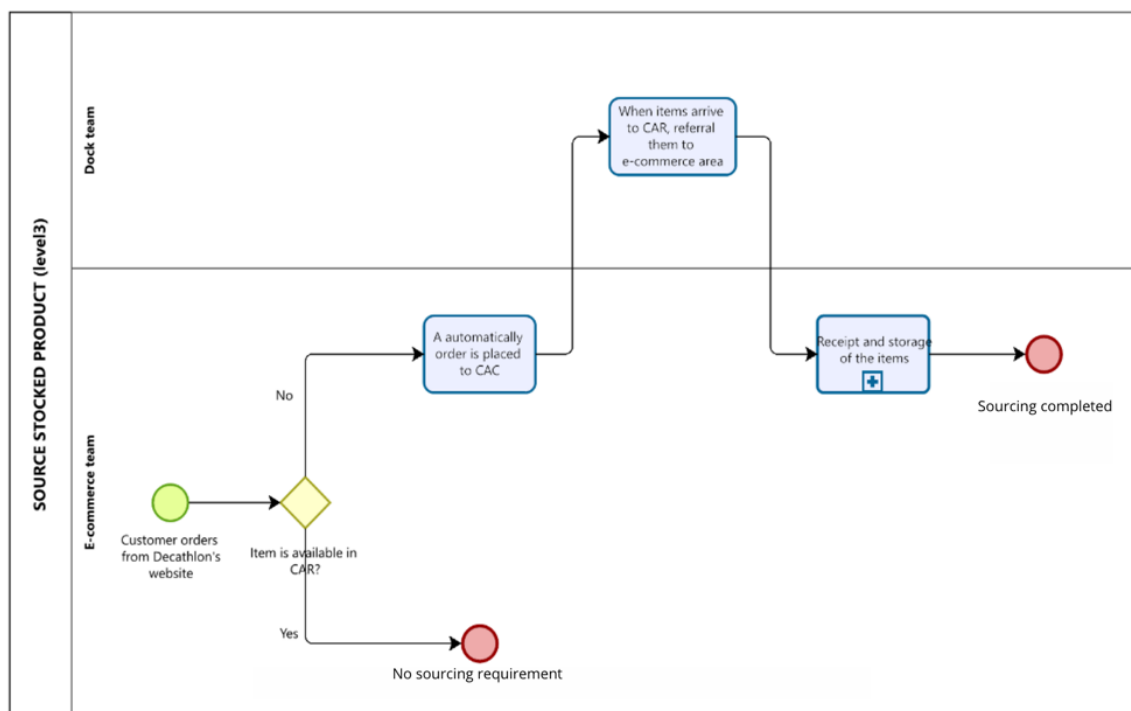 SOURCE STOCKED PRODUCT (level3)
Dock team
When items arrive
to CAR, referral
them to
e-commerce area
E-commerce team
A automatically
order is placed
to CAC
Receipt and storage
of the items
Sourcing completed
No
Customer orders
from Decathlon's
website
Item is available in
CAR?
Yes
No sourcing requirement